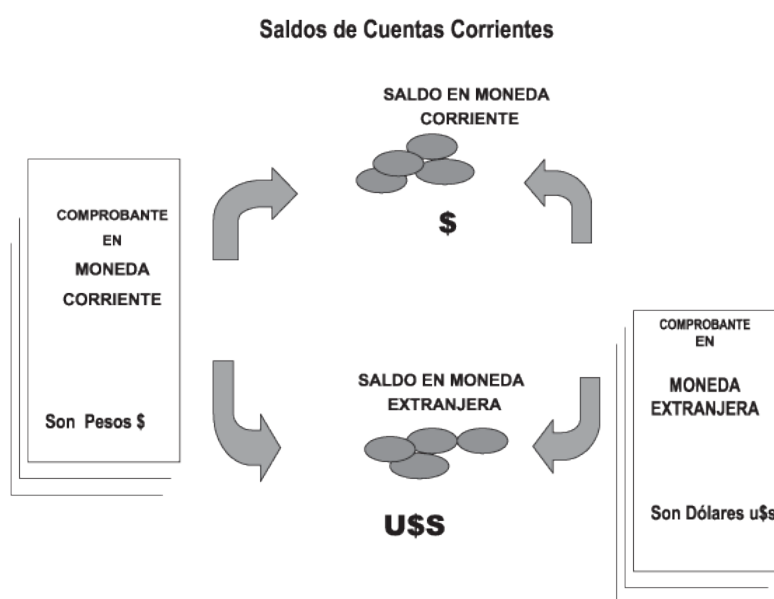 Saldos de Cuentas Corrientes
SALDO EN MONEDA
CORRIENTE
$
COMPROBANTE
EN
MONEDA
CORRIENTE
Son Pesos $
SALDO EN MONEDA
EXTRANJERA
U$S
COMPROBANTE
EN
MONEDA
EXTRANJERA
Son Dólares u$s